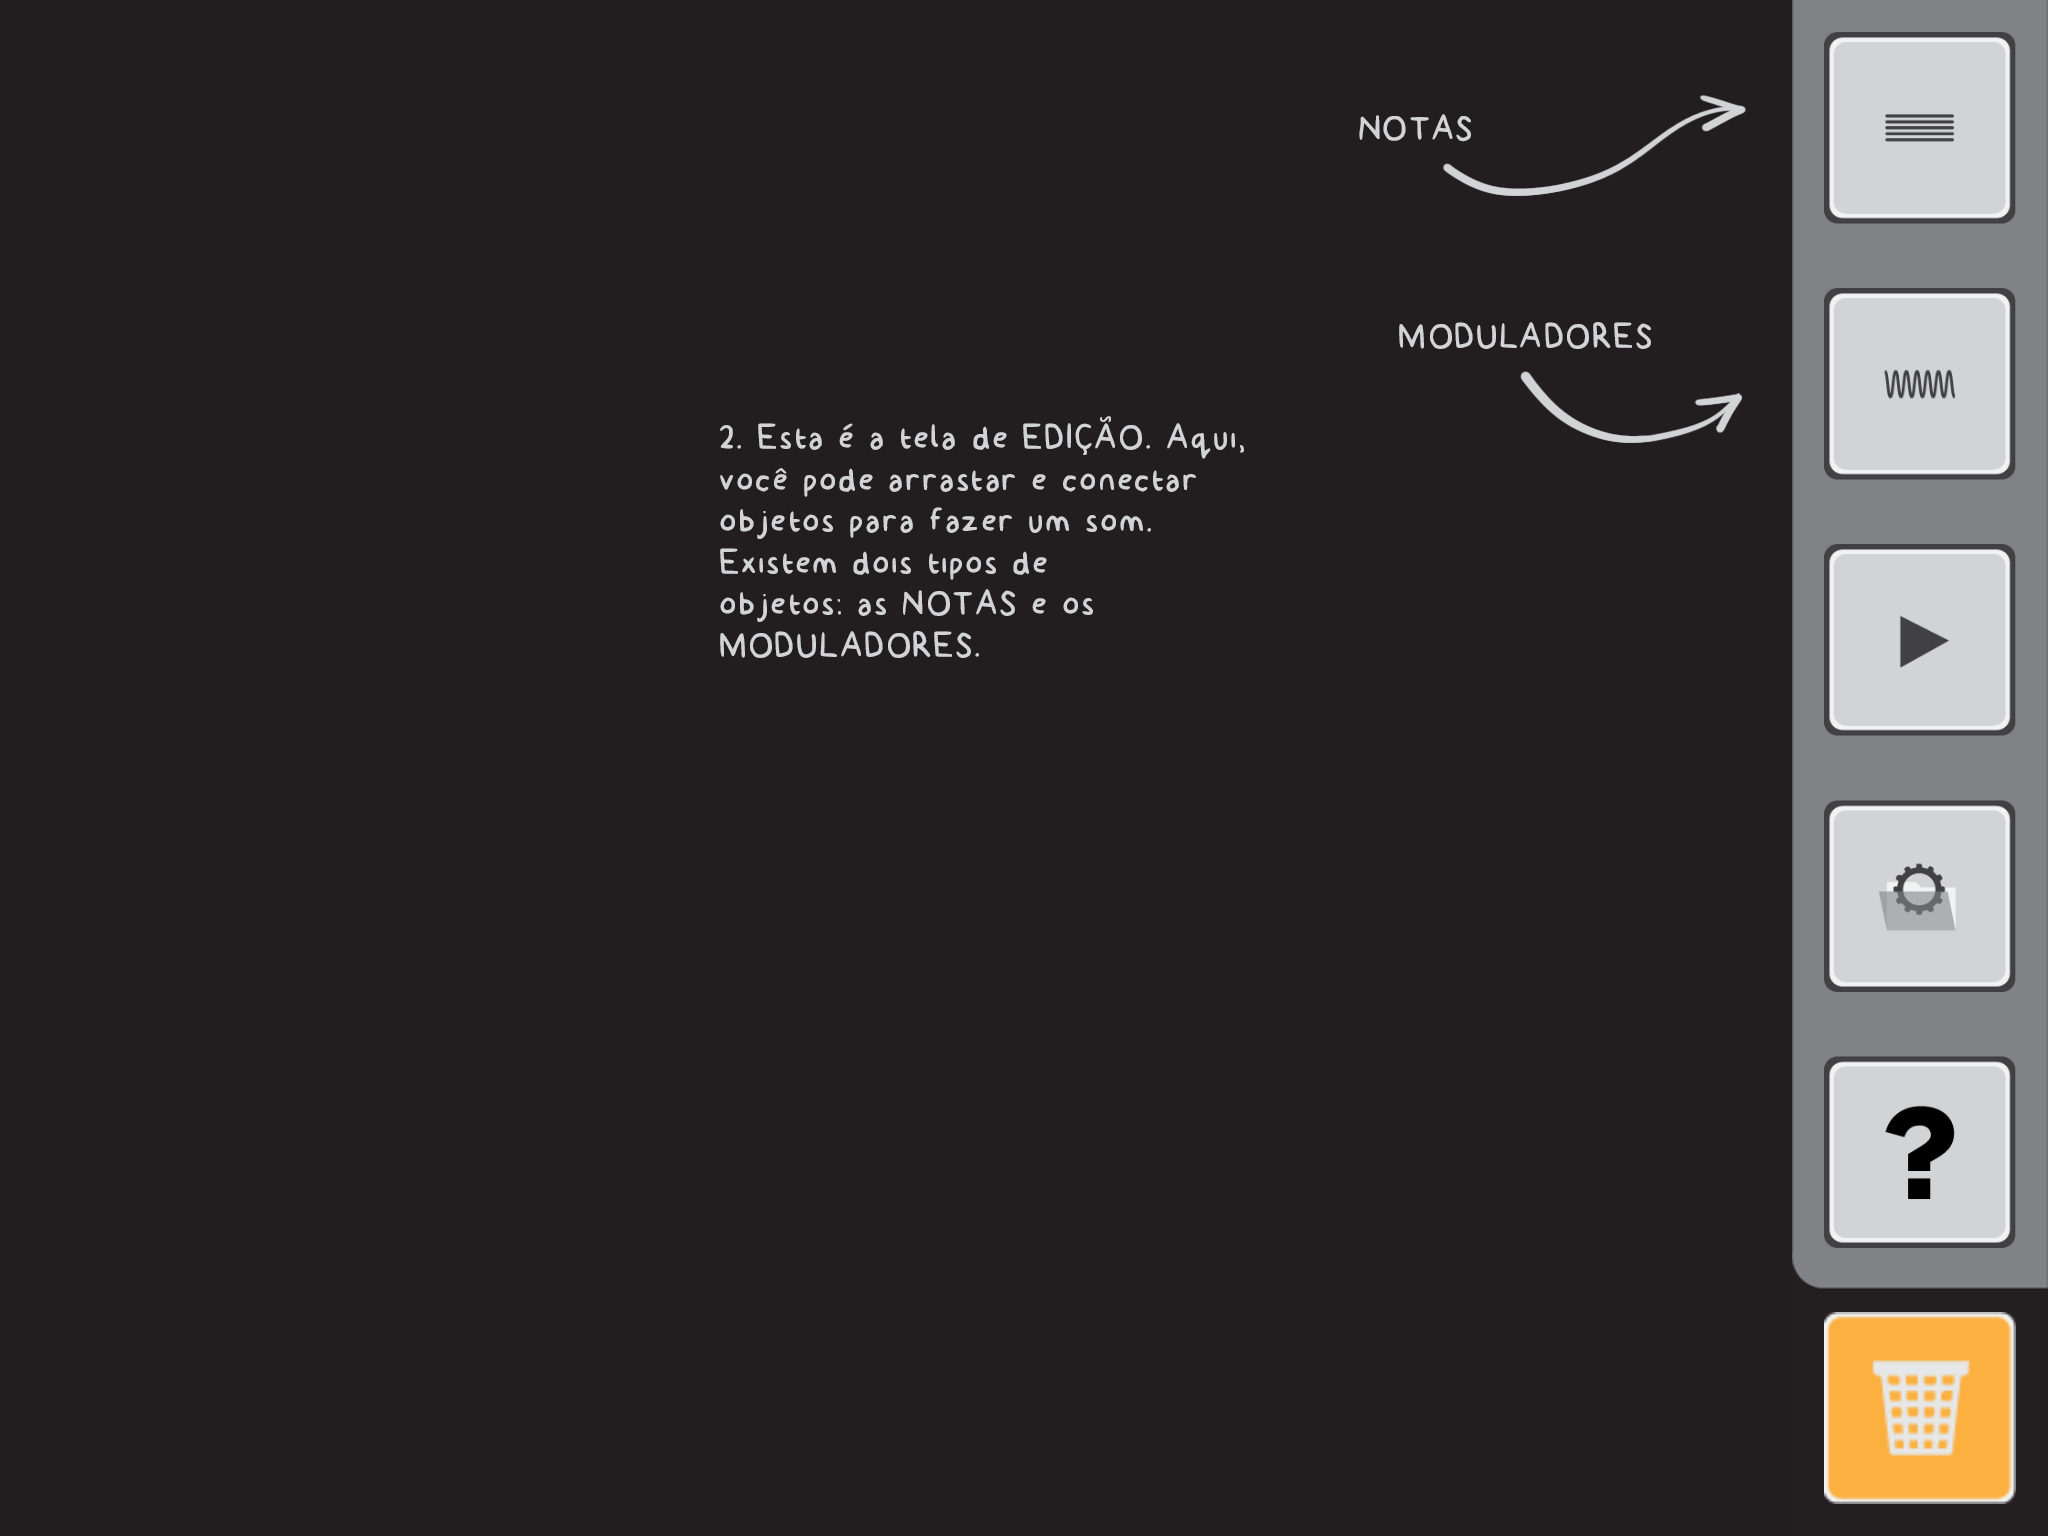 NOTAS
MODULADORES
2. Esta é a tela de EDIÇÃO. Aqui,
você pode arrastar e conectar
objetos para fazer um som.
Existem dois tipos de
objetos: as NOTAS e os
MODULADORES.
?